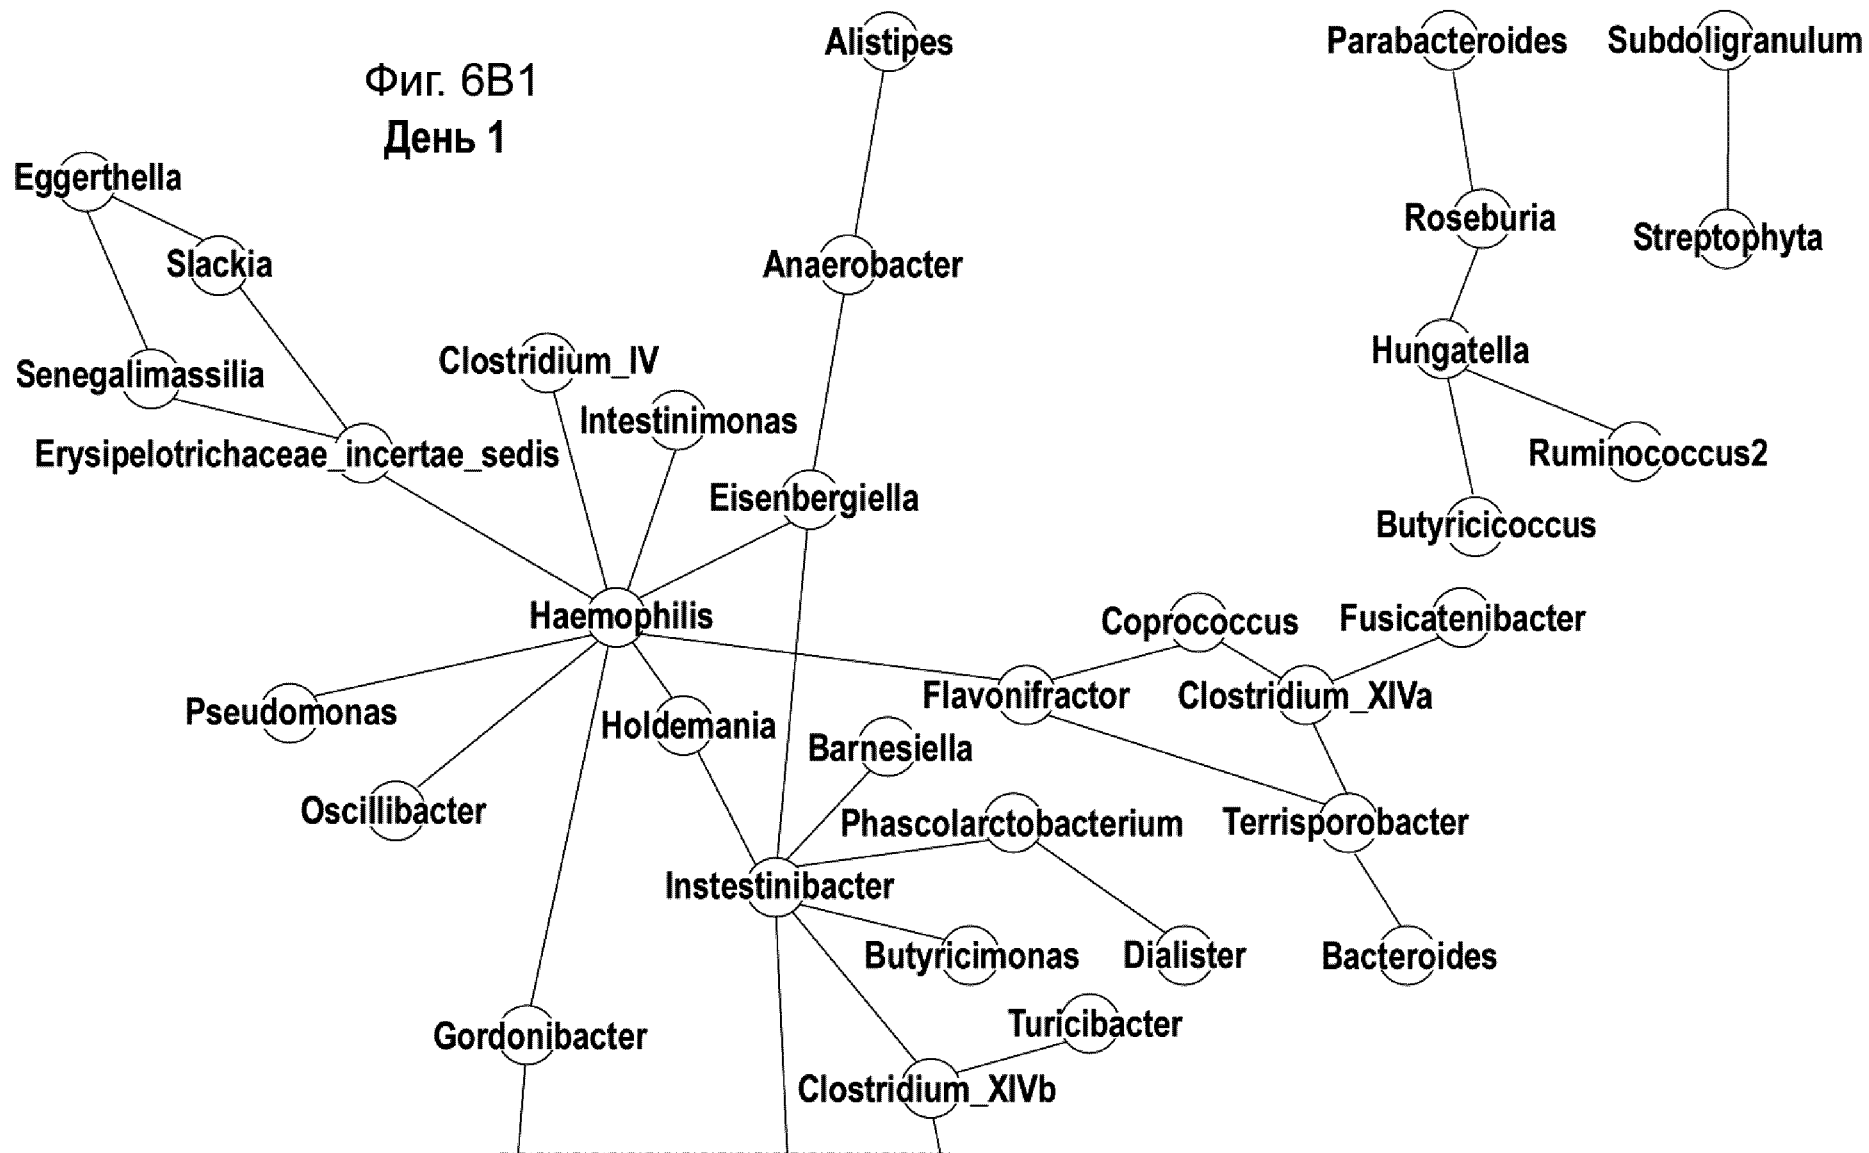 Фиг. 6B1
День 1
Alistipes
Parabacteroides
Subdoligranulum
Eggerthella
Roseburia
Streptophyta
Slackia
Anaerobacter
Hungatella
Clostridium_IV
Senegalimassilia
Intestinimonas
Erysipelotrichaceae_incertae_sedis
Ruminococcus2
Eisenbergiella
Butyricicoccus
Haemophilis
Coprococcus
Fusicatenibacter
Flavonifractor
Clostridium_XIVa
Pseudomonas
Holdemania
Barnesiella
Oscillibacter
Phascolarctobacterium
Terrisporobacter
Instestinibacter
Butyricimonas
Dialister
Bacteroides
Gordonibacter
Turicibacter
Clostridium_XIVb